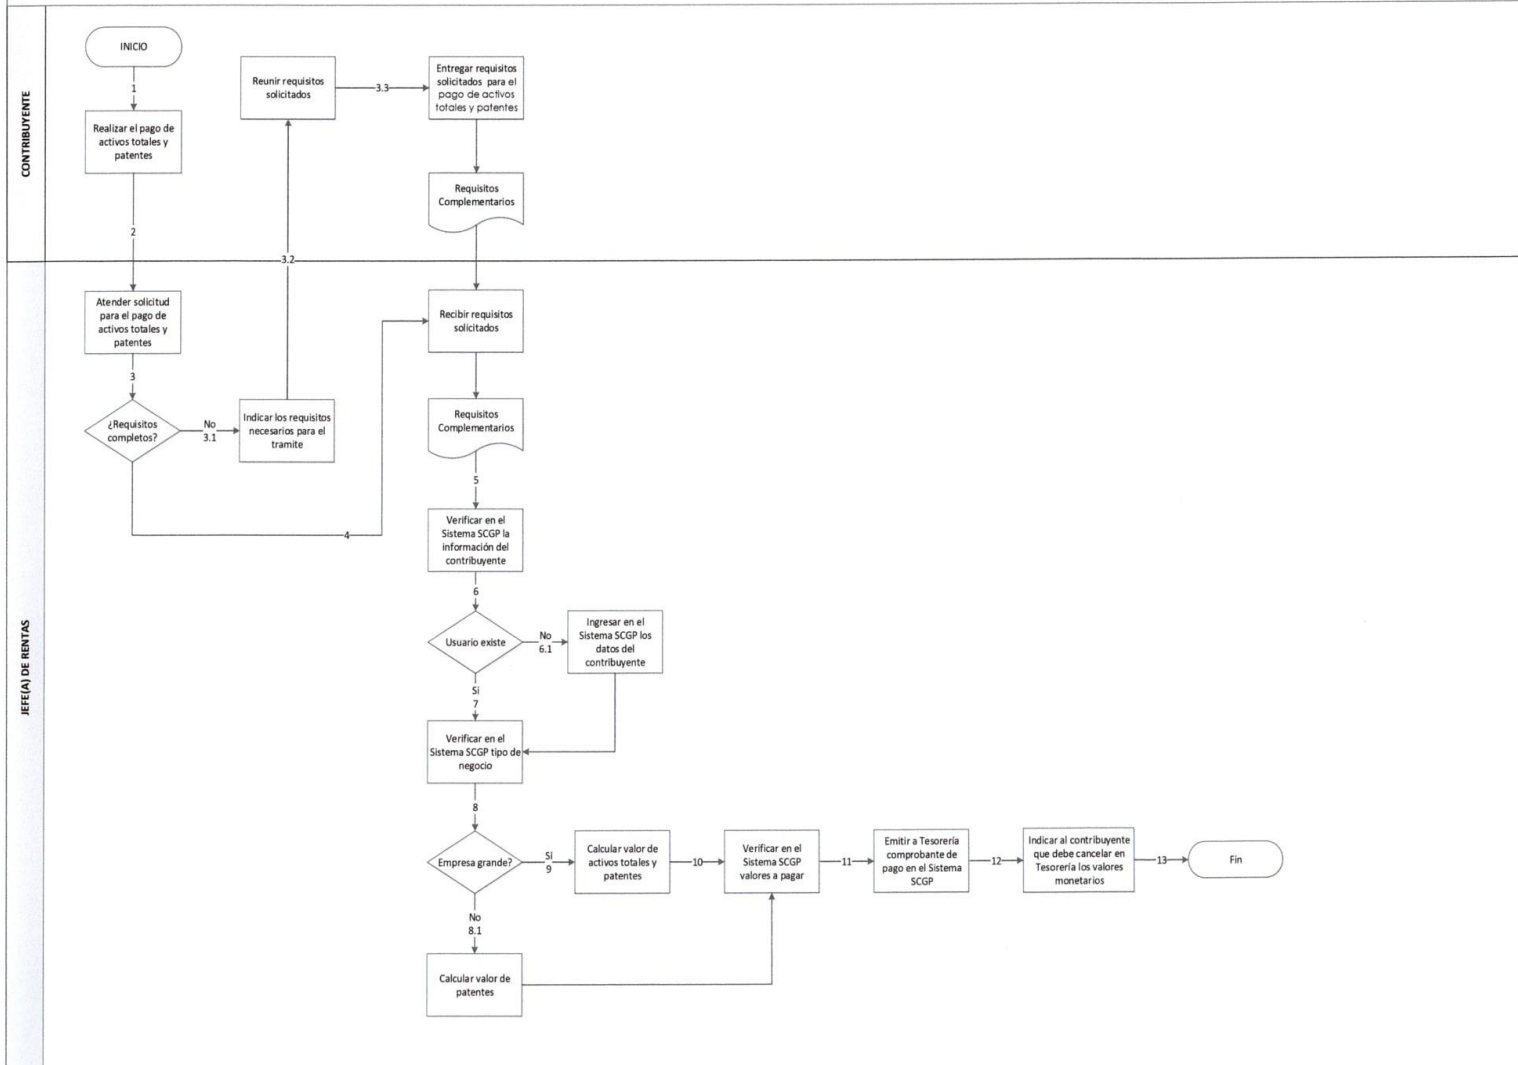 CONTRIBUYENTE
INICIO
1
Realizar el pago de
activos totales y
patentes
2
Reunir requisitos
solicitados
3.3
Entregar requisitos
solicitados para el
pago de activos
totales y patentes
Requisitos
Complementarios
3.2
JEFE(A) DE RENTAS
Atender solicitud
para el pago de
activos totales y
patentes
3
¿Requisitos
completos?
No
3.1
Indicar los requisitos
necesarios para el
tramite
4
Recibir requisitos
solicitados
Requisitos
Complementarios
5
Verificar en el
Sistema SCGP la
información del
contribuyente
6
Usuario existe
No
6.1
Ingresar en el
Sistema SCGP los
datos del
contribuyente
Si
7
Verificar en el
Sistema SCGP tipo de
negocio
8
Empresa grande?
Si
9
Calcular valor de
activos totales y
patentes
10
Verificar en el
Sistema SCGP
valores a pagar
11
Emitir a Tesorería
comprobante de
pago en el Sistema
SCGP
12
Indicar al contribuyente
que debe cancelar en
Tesorería los valores
monetarios
13
Fin
No
8.1
Calcular valor de
patentes